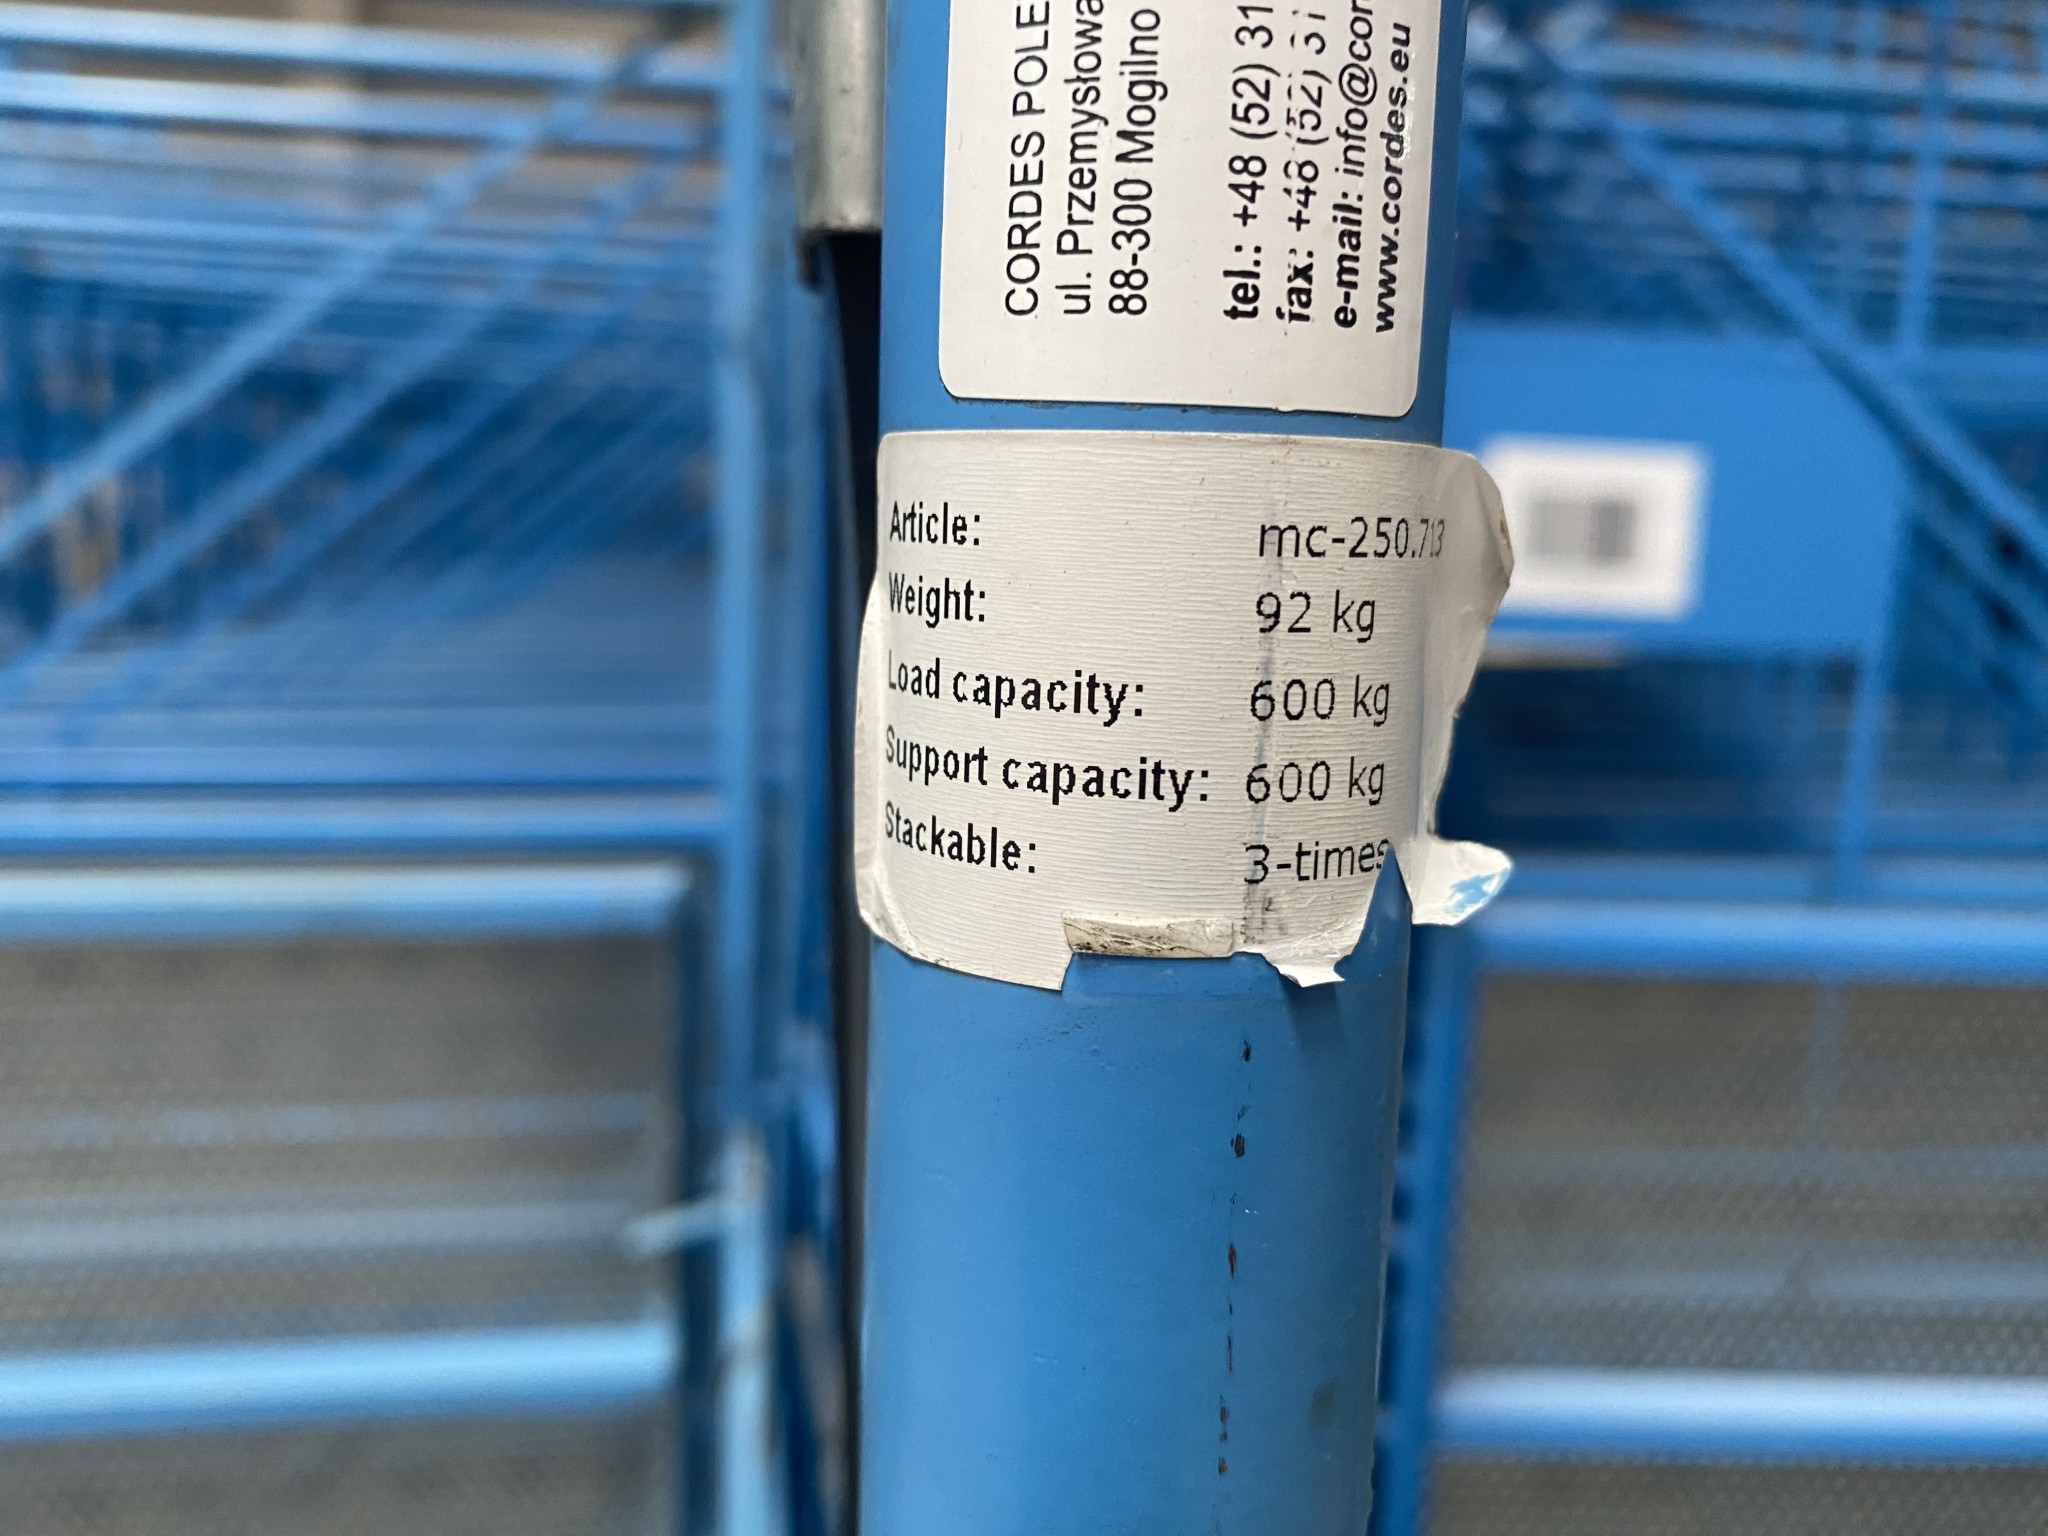 CORDES POLE
ul. Przemysłowa
88-300 Mogilno
tel.: +48 (52) 31
fax: +48 (52) 31
e-mail: info@cor
www.cordes.eu
Article: mc-250.713
Weight: 92 kg
Load capacity: 600 kg
Support capacity: 600 kg
Stackable: 3-times